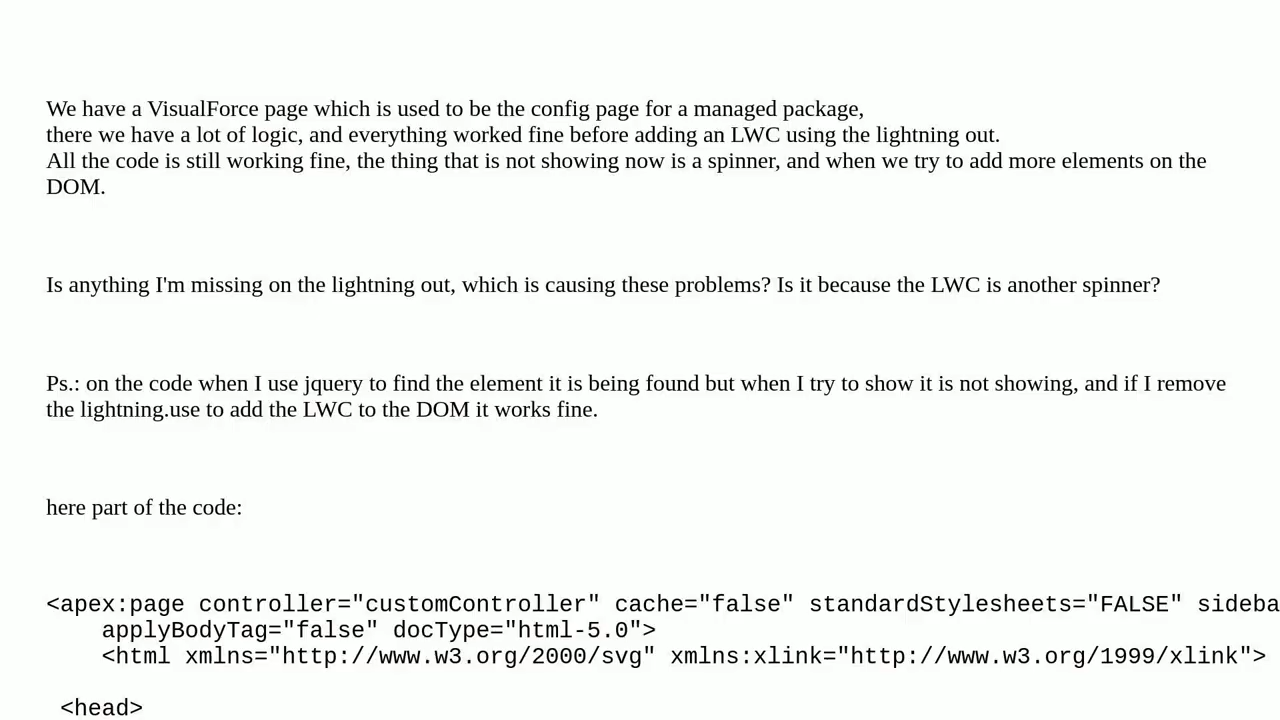 We have a VisualForce page which is used to be the config page for a managed package,
there we have a lot of logic, and everything worked fine before adding an LWC using the lightning out.
All the code is still working fine, the thing that is not showing now is a spinner, and when we try to add more elements on the
DOM.
Is anything I'm missing on the lightning out, which is causing these problems? Is it because the LWC is another spinner?
Ps.: on the code when I use jquery to find the element it is being found but when I try to show it is not showing, and if I remove
the lightning.use to add the LWC to the DOM it works fine.
here part of the code:
<apex:page controller="customController" cache="false" standardStylesheets="FALSE" sideba
applyBodyTag="false" docType="html-5.0">
<html xmlns="http://www.w3.org/2000/svg" xmlns:xlink="http://www.w3.org/1999/xlink">
<head>